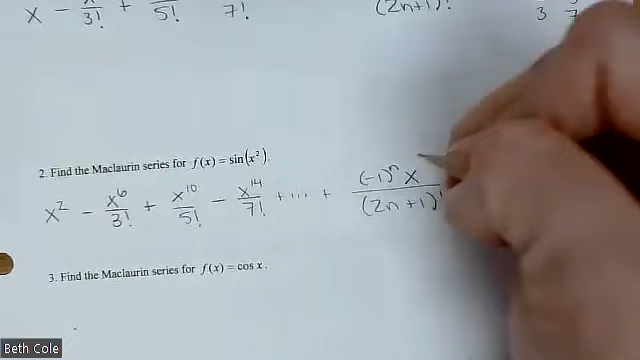 x − x/3! + 5! 7! (2n+1)! 3 7
2. Find the Maclaurin series for f(x) = sin(x²).
x² − x⁶/3! + x¹⁰/5! − x¹⁴/7! + ... + (-1)ⁿ x/(2n+1)!
3. Find the Maclaurin series for f(x) = cos x.
Beth Cole